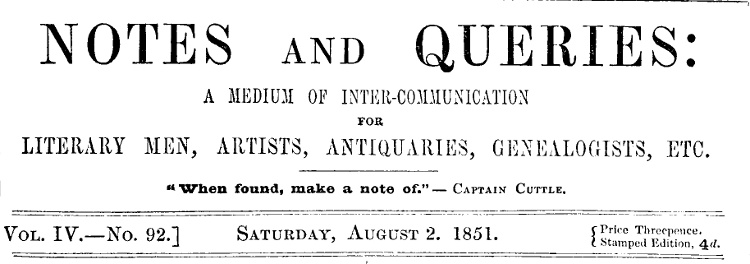 NOTES AND QUERIES:
A MEDIUM OF INTER-COMMUNICATION
FOR
LITERARY MEN, ARTISTS, ANTIQUARIES, GENEALOGISTS, ETC.
"When found, make a note of."—CAPTAIN CUTTLE.
VOL. IV.—No. 92.] SATURDAY, AUGUST 2. 1851. { Price Threepence.
Stamped Edition, 4d.